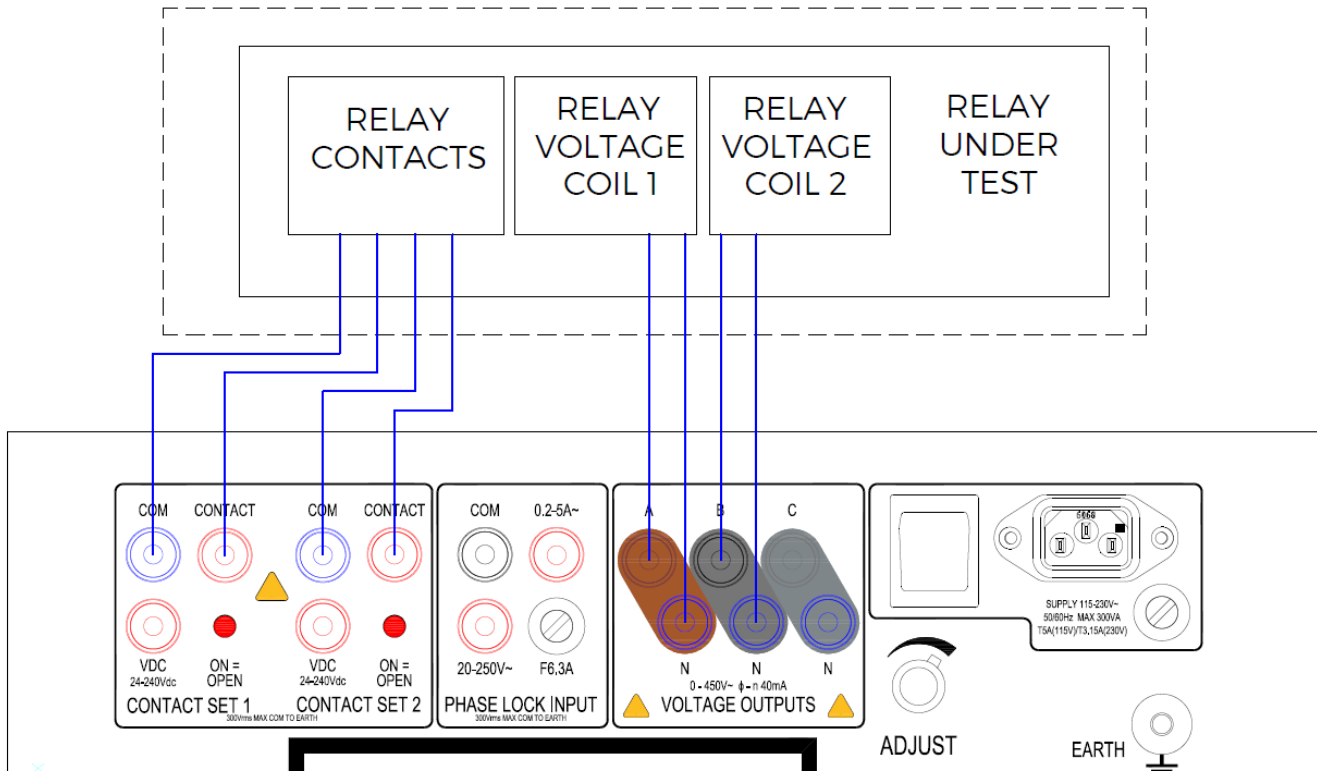 RELAY
CONTACTS
RELAY
VOLTAGE
COIL 1
RELAY
VOLTAGE
COIL 2
RELAY
UNDER
TEST
COM
CONTACT
COM
CONTACT
VDC
24-240Vdc
ON =
OPEN
VDC
24-240Vdc
ON =
OPEN
CONTACT SET 1
CONTACT SET 2
300Vrms MAX COM TO EARTH
COM
0.2-5A~
20-250V~
F6,3A
PHASE LOCK INPUT
300Vrms MAX COM TO EARTH
A
B
C
N
N
N
0 - 450V~ ϕ - n 40mA
VOLTAGE OUTPUTS
SUPPLY 115-230V~
50/60Hz MAX 300VA
T5A(115V)/T3,15A(230V)
ADJUST
EARTH